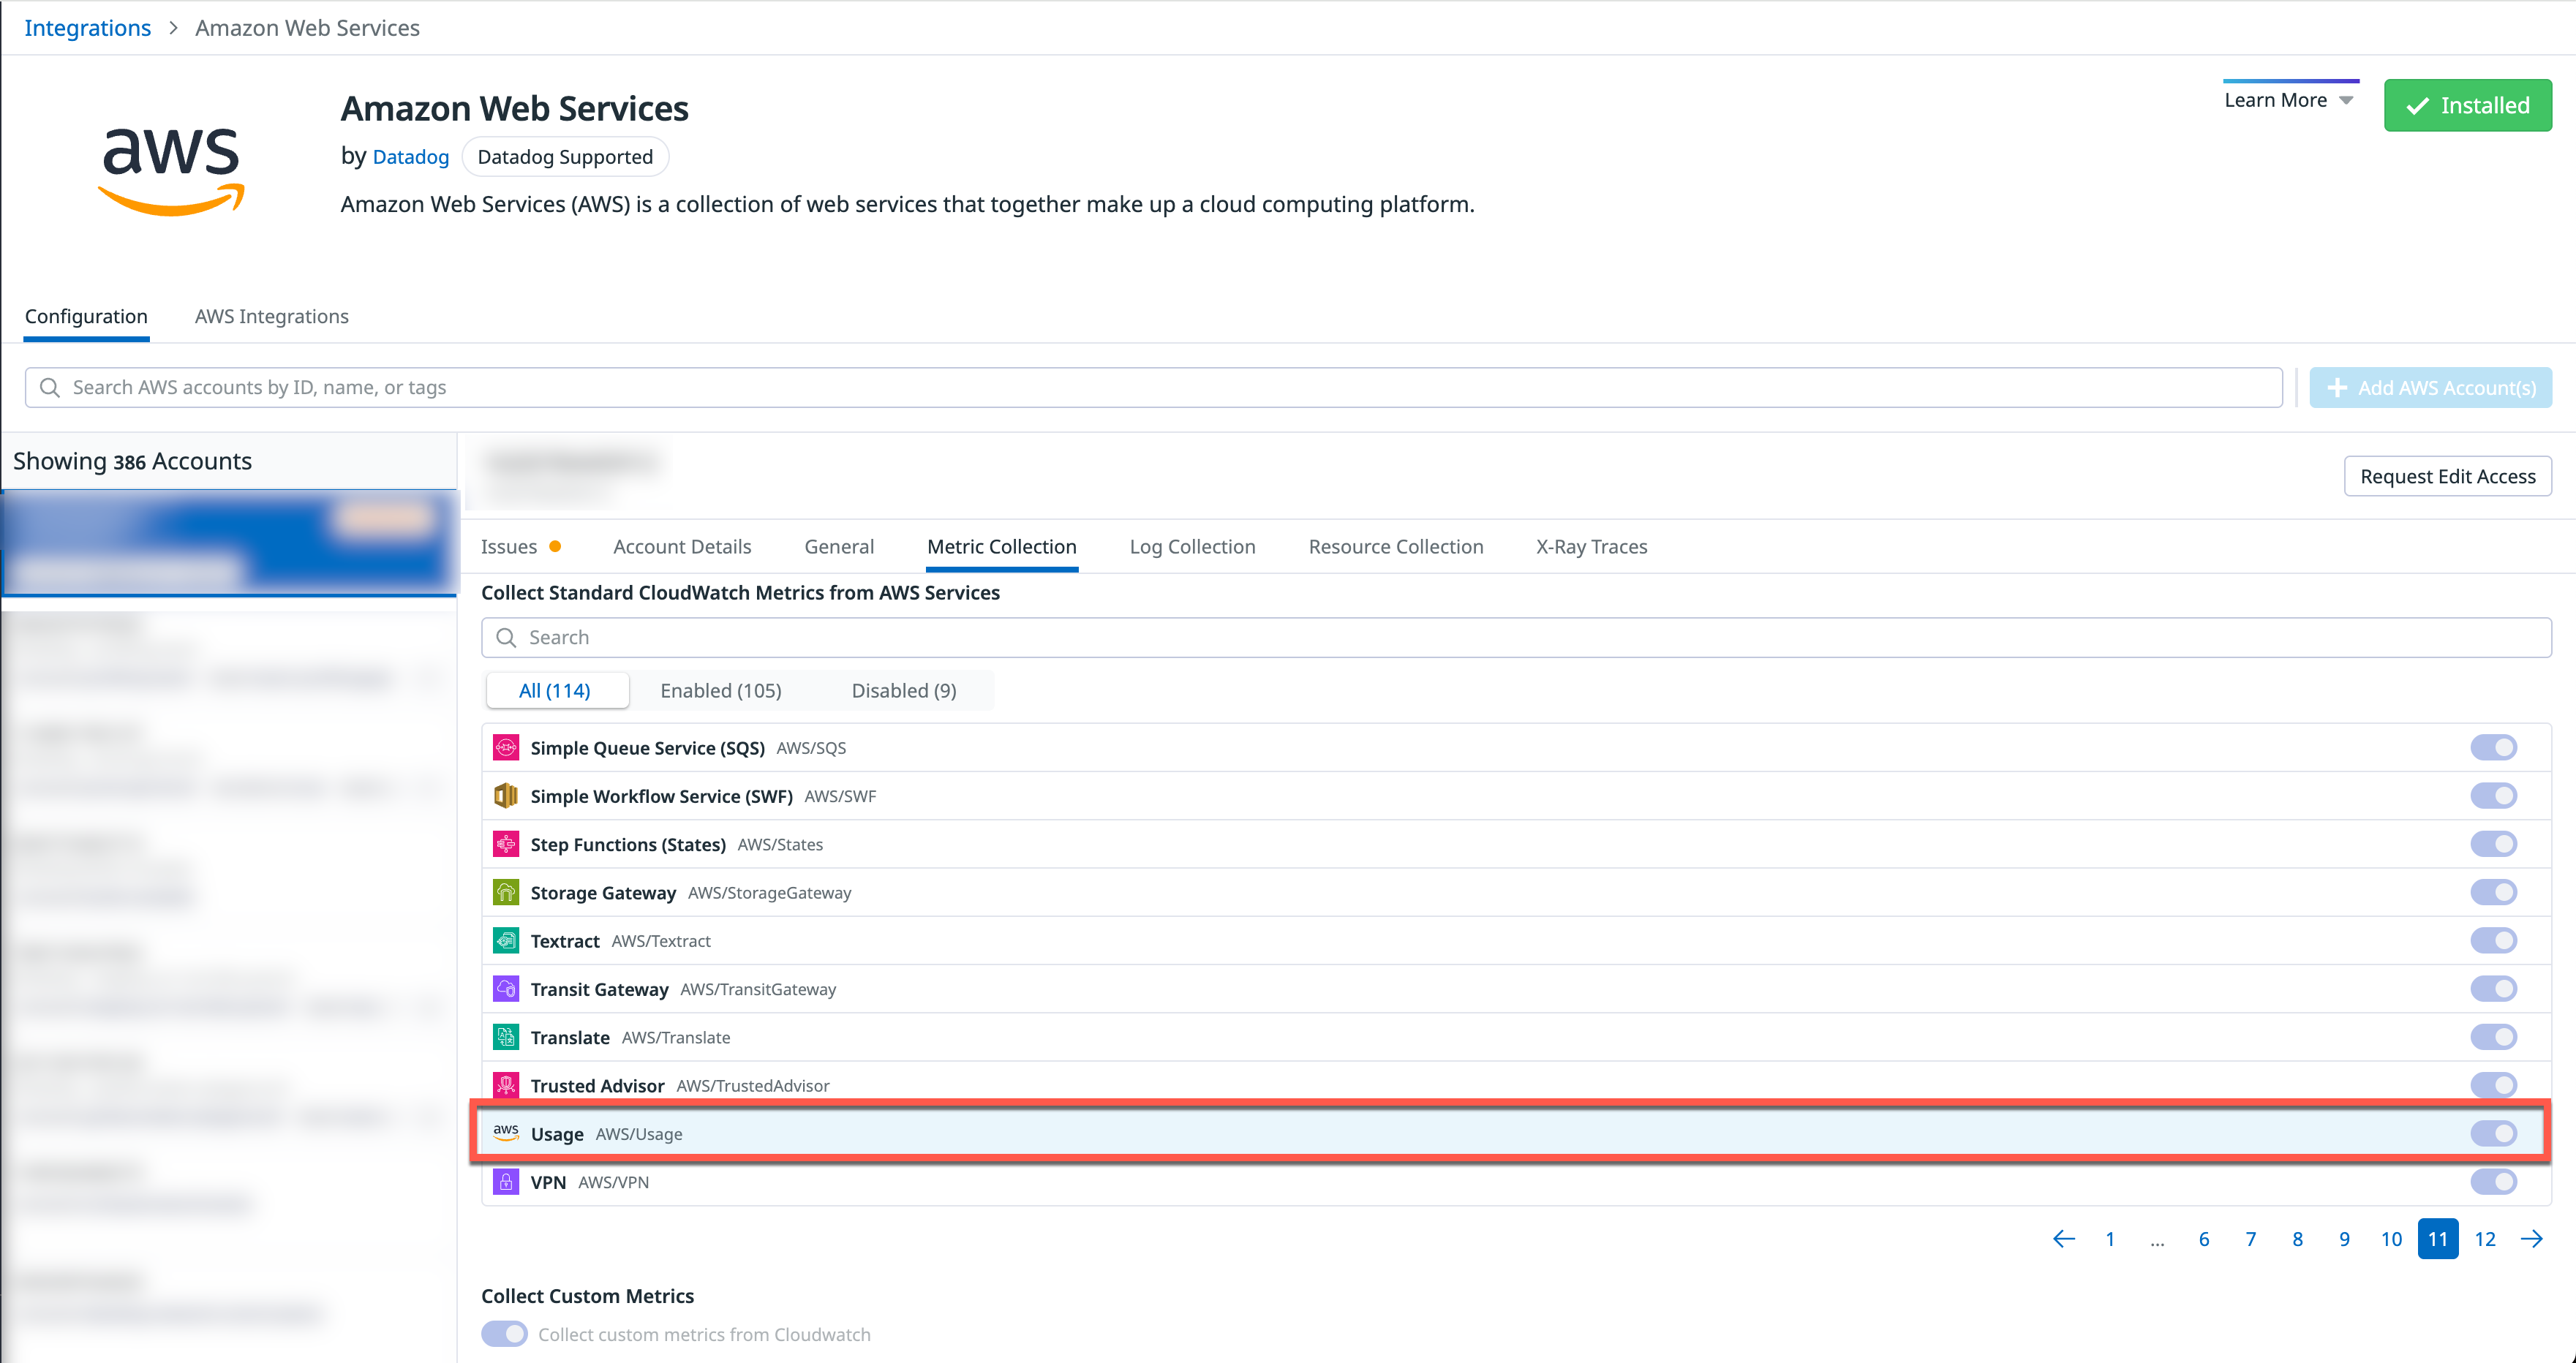 Integrations > Amazon Web Services
aws
Amazon Web Services
by Datadog Datadog Supported
Amazon Web Services (AWS) is a collection of web services that together make up a cloud computing platform.
Learn More
Installed
Configuration AWS Integrations
Search AWS accounts by ID, name, or tags
Add AWS Account(s)
Showing 386 Accounts
Request Edit Access
Issues Account Details General Metric Collection Log Collection Resource Collection X-Ray Traces
Collect Standard CloudWatch Metrics from AWS Services
Search
All (114) Enabled (105) Disabled (9)
Simple Queue Service (SQS) AWS/SQS
Simple Workflow Service (SWF) AWS/SWF
Step Functions (States) AWS/States
Storage Gateway AWS/StorageGateway
Textract AWS/Textract
Transit Gateway AWS/TransitGateway
Translate AWS/Translate
Trusted Advisor AWS/TrustedAdvisor
aws Usage AWS/Usage
VPN AWS/VPN
1 ... 6 7 8 9 10 11 12
Collect Custom Metrics
Collect custom metrics from Cloudwatch